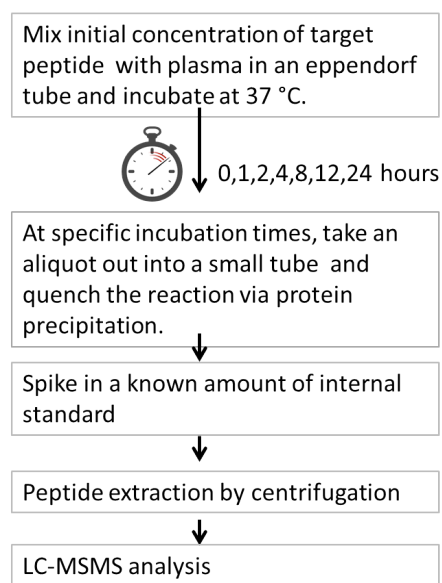 Mix initial concentration of target
peptide with plasma in an eppendorf
tube and incubate at 37 °C.
0,1,2,4,8,12,24 hours
At specific incubation times, take an
aliquot out into a small tube and
quench the reaction via protein
precipitation.
Spike in a known amount of internal
standard
Peptide extraction by centrifugation
LC-MSMS analysis